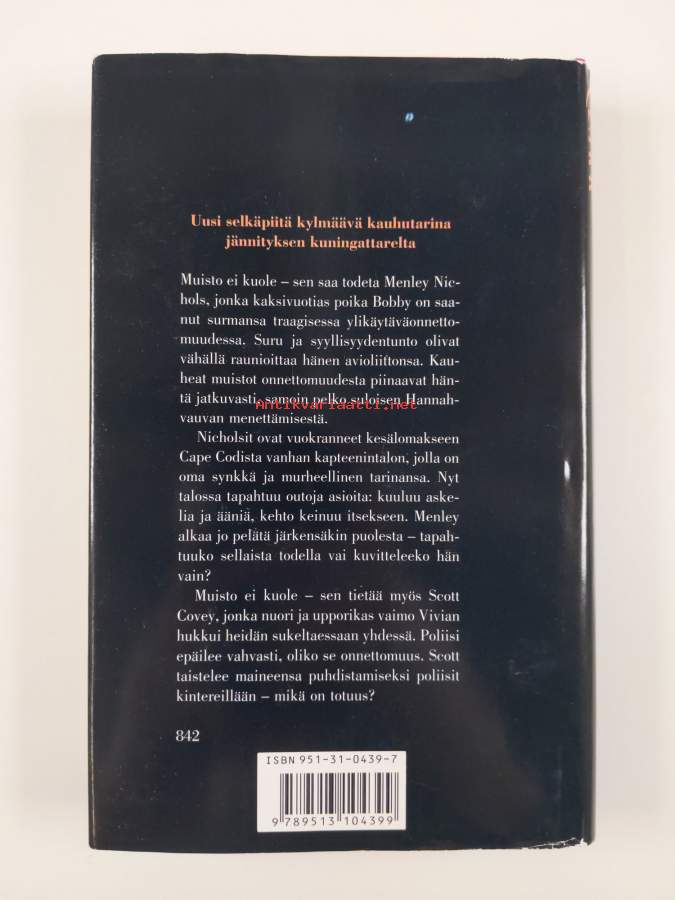 Uusi selkäpiitä kylmäävä kauhutarina
jännityksen kuningattarelta
Muisto ei kuole – sen saa todeta Menley Nic-
hols, jonka kaksivuotias poika Bobby on saa-
nut surmansa traagisessa ylikäytäväonnetto-
muudessa. Suru ja syyllisyydentunto olivat
vähällä raunioittaa hänen avioliittonsa. Kau-
heat muistot onnettomuudesta piinaavat hän-
tä jatkuvasti, samoin pelko suloisen Hannah-
Antikvariaatti.net
vauvan menettämisestä.
Nicholsit ovat vuokranneet kesälomakseen
Cape Codista vanhan kapteenintalon, jolla on
oma synkkä ja murheellinen tarinansa. Nyt
talossa tapahtuu outoja asioita: kuuluu aske-
lia ja ääniä, kehto keinuu itsekseen. Menley
alkaa jo pelätä järkensäkin puolesta – tapah-
tuuko sellaista todella vai kuvitteleeko hän
vain?
Muisto ei kuole – sen tietää myös Scott
Covey, jonka nuori ja upporikas vaimo Vivian
hukkui heidän sukeltaessaan yhdessä. Poliisi
epäilee vahvasti, oliko se onnettomuus. Scott
taistelee maineensa puhdistamiseksi poliisit
kintereillään – mikä on totuus?
842
ISBN 951-31-0439-7
9 789513 104399